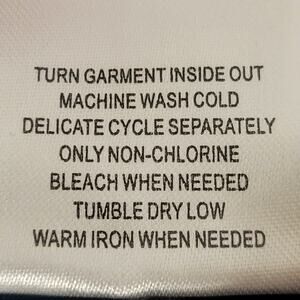 TURN GARMENT INSIDE OUT
MACHINE WASH COLD
DELICATE CYCLE SEPARATELY
ONLY NON-CHLORINE
BLEACH WHEN NEEDED
TUMBLE DRY LOW
WARM IRON WHEN NEEDED